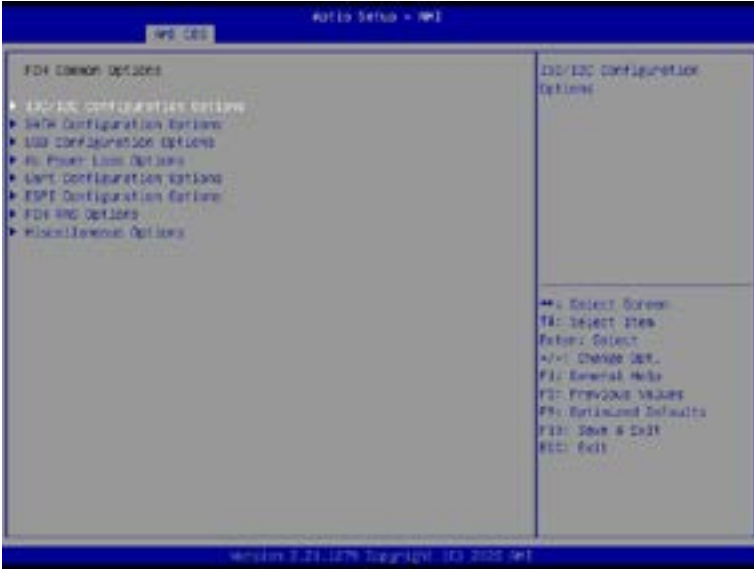 Aptio Setup - AMI
AMD CBS
FCH Common Options
I3C/I2C Configuration Options
SATA Configuration Options
USB Configuration Options
Ac Power Loss Options
Uart Configuration Options
ESPI Configuration Options
FCH RAS Options
Miscellaneous Options
I3C/I2C Configuration
Options
: Select Screen
: Select Item
Enter: Select
+/-: Change Opt.
F1: General Help
F2: Previous Values
F9: Optimized Defaults
F10: Save & Exit
ESC: Exit
Version Copyright (C) AMI